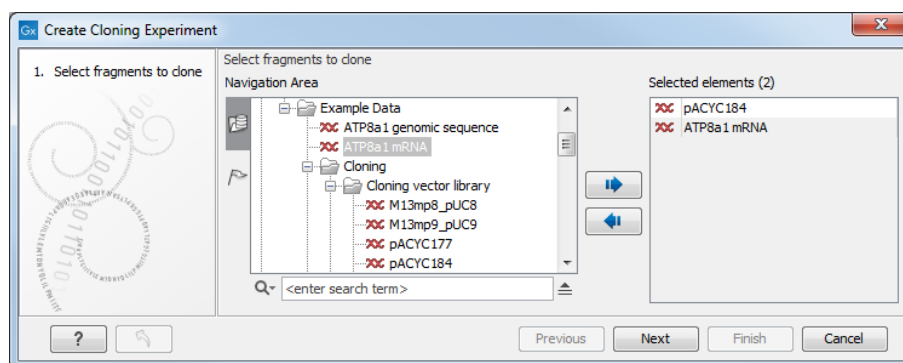 Gx Create Cloning Experiment
1. Select fragments to clone
Select fragments to clone
Navigation Area
Example Data
ATP8a1 genomic sequence
ATP8a1 mRNA
Cloning
Cloning vector library
M13mp8_pUC8
M13mp9_pUC9
pACYC177
pACYC184
<enter search term>
Selected elements (2)
pACYC184
ATP8a1 mRNA
?
Previous
Next
Finish
Cancel